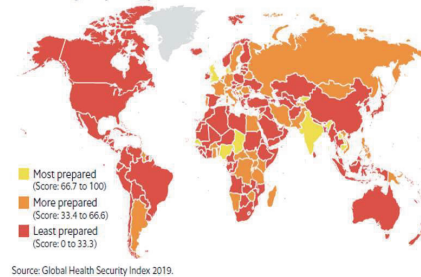 Most prepared
(Score: 66.7 to 100)
More prepared
(Score: 33.4 to 66.6)
Least prepared
(Score: 0 to 33.3)
Source: Global Health Security Index 2019.